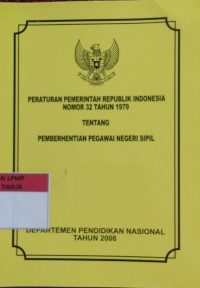 PERATURAN PEMERINTAH REPUBLIK INDONESIA
NOMOR 32 TAHUN 1979
TENTANG
PEMBERHENTIAN PEGAWAI NEGERI SIPIL
N LPMP
TIMUR
DEPARTEMEN PENDIDIKAN NASIONAL
TAHUN 2006